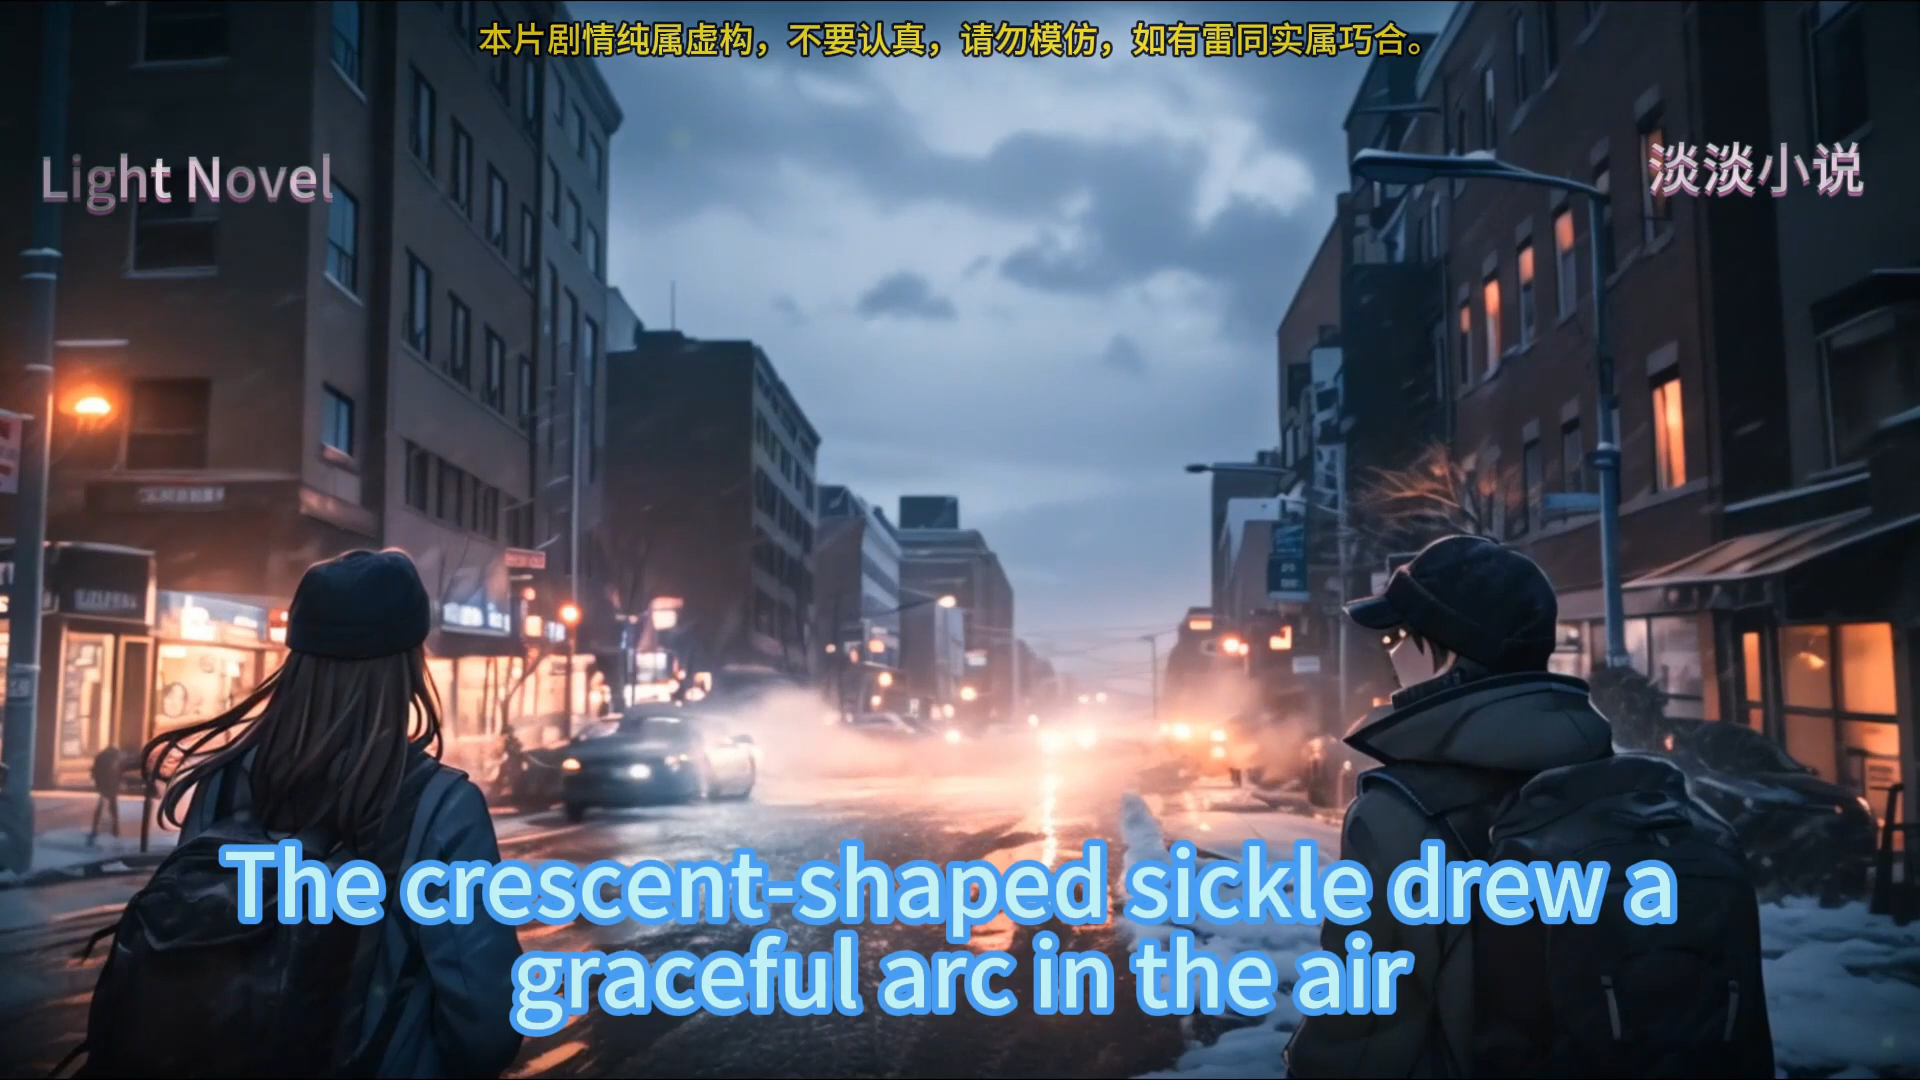 本片剧情纯属虚构，不要认真，请勿模仿，如有雷同实属巧合。
Light Novel
淡淡小说
The crescent-shaped sickle drew a
graceful arc in the air